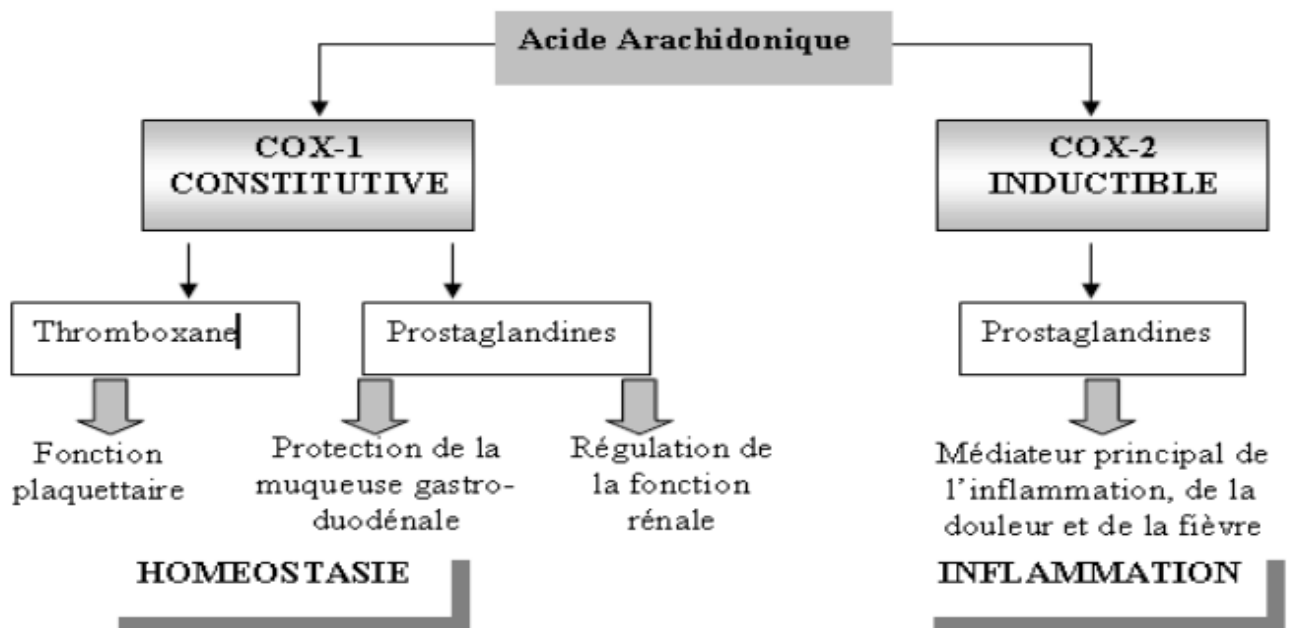 Acide Arachidonique
COX-1
CONSTITUTIVE
COX-2
INDUCTIBLE
Thromboxane
Prostaglandines
Prostaglandines
Fonction
plaquettaire
Protection de la
muqueuse gastro-
duodénale
Régulation de
la fonction
rénale
Médiateur principal de
l'inflammation, de la
douleur et de la fièvre
HOMEOSTASIE
INFLAMMATION